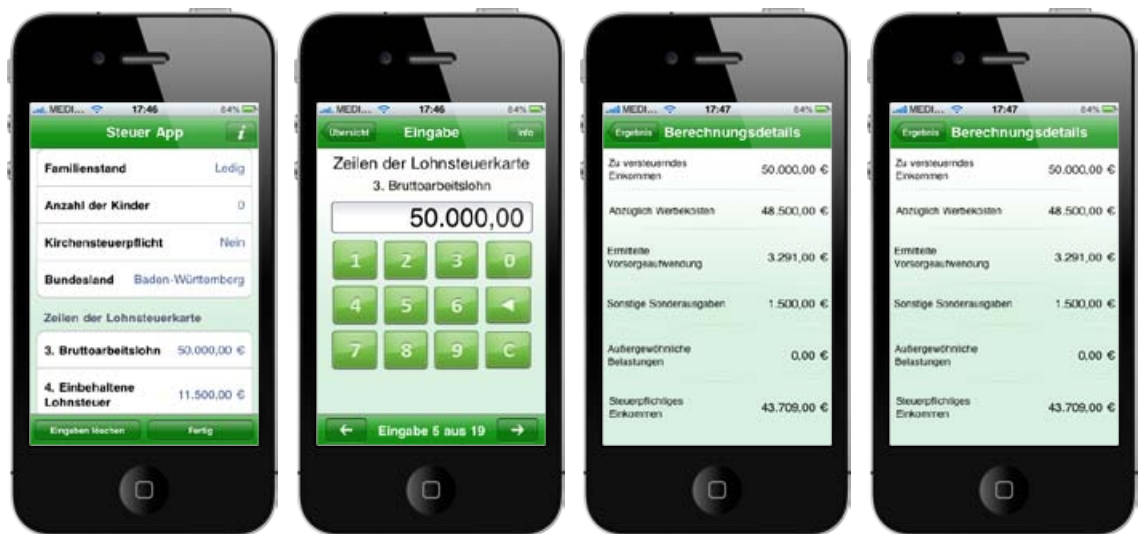 MEDI... 17:46 84%
Steuer App i
Familienstand Ledig
Anzahl der Kinder 0
Kirchensteuerpflicht Nein
Bundesland Baden-Württemberg
Zeilen der Lohnsteuerkarte
3. Bruttoarbeitslohn 50.000,00 €
4. Einbehaltene
Lohnsteuer 11.500,00 €
Eingaben löschen Fertig
MEDI... 17:46 84%
Übersicht Eingabe Info
Zeilen der Lohnsteuerkarte
3. Bruttoarbeitslohn
50.000,00
1 2 3 0
4 5 6 ◄
7 8 9 C
← Eingabe 5 aus 19 →
MEDI... 17:47 84%
Ergebnis Berechnungsdetails
Zu versteuerndes
Einkommen 50.000,00 €
Abzüglich Werbekosten 48.500,00 €
Ermittelte
Vorsorgeaufwendung 3.291,00 €
Sonstige Sonderausgaben 1.500,00 €
Außergewöhnliche
Belastungen 0,00 €
Steuerpflichtiges
Einkommen 43.709,00 €
MEDI... 17:47 84%
Ergebnis Berechnungsdetails
Zu versteuerndes
Einkommen 50.000,00 €
Abzüglich Werbekosten 48.500,00 €
Ermittelte
Vorsorgeaufwendung 3.291,00 €
Sonstige Sonderausgaben 1.500,00 €
Außergewöhnliche
Belastungen 0,00 €
Steuerpflichtiges
Einkommen 43.709,00 €